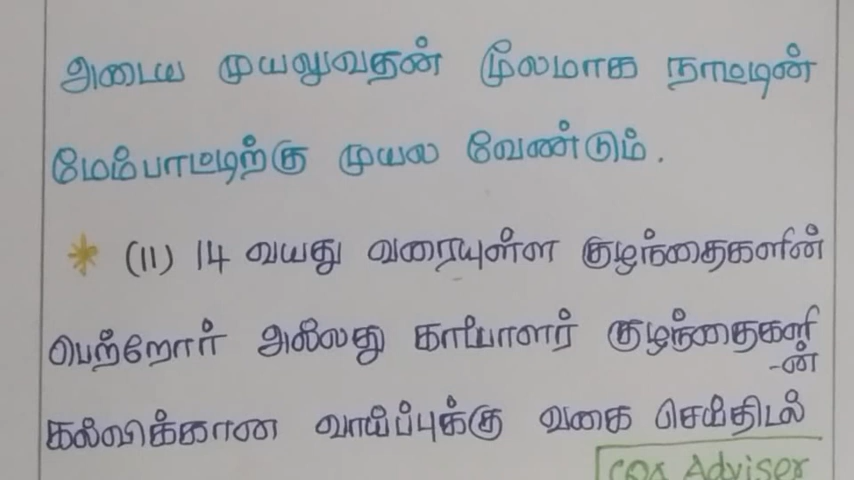 அடைய முயலுவதன் மூலமாக நாட்டின்
மேம்பாட்டிற்கு முயல வேண்டும்.
* (11) 14 வயது வரையுள்ள குழந்தைகளின்
பெற்றோர் அல்லது காப்பாளர் குழந்தைகளி
-ன்
கல்விக்கான வாய்ப்புக்கு வகை செய்திடல்
Adviser